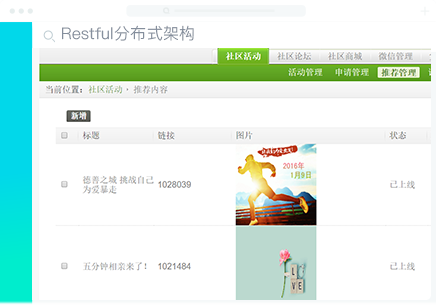 Restful分布式架构
社区活动 社区论坛 社区商城 微信管理
活动管理 申请管理 推荐管理
当前位置: 社区活动 · 推荐内容
新增
标题 链接 图片 状态
德善之城 挑战自己
为爱暴走
1028039
2016年
1月9日
已上线
五分钟相亲来了!
1021484
LOVE
已上线